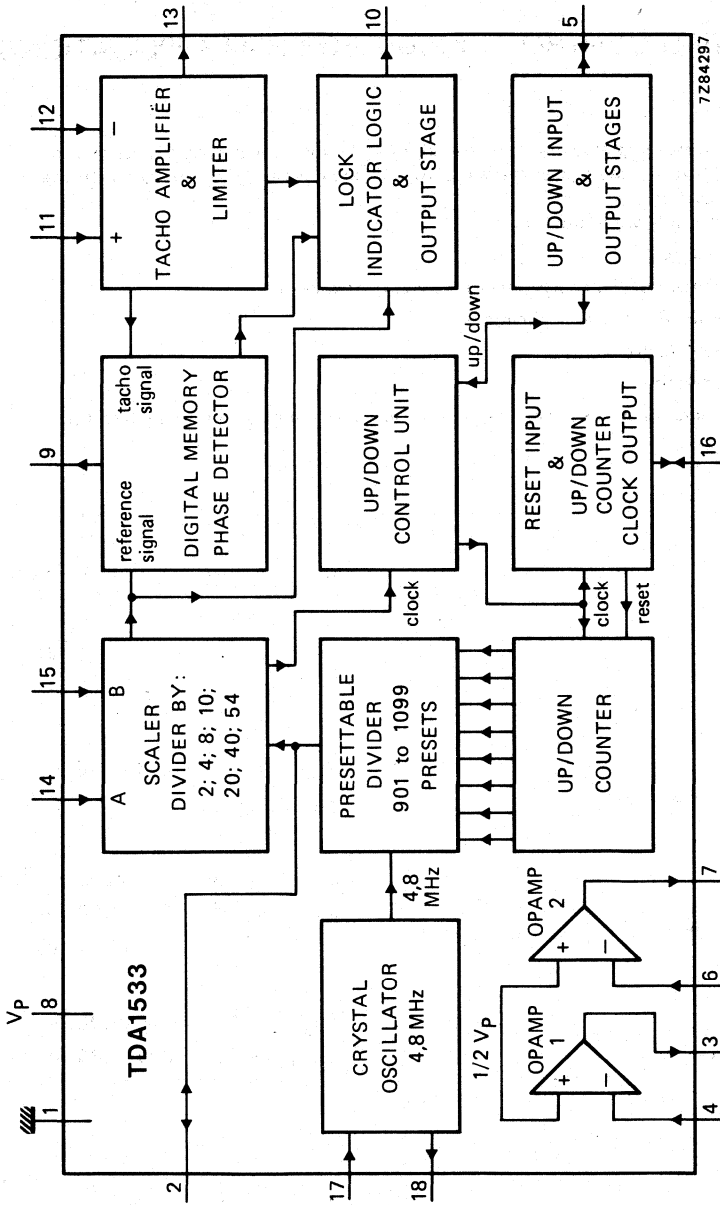 1
V_P
8
14
15
9
11
12
13
TDA1533
A
B
SCALER
DIVIDER BY:
2; 4; 8; 10;
20; 40; 54
reference
signal
tacho
signal
DIGITAL MEMORY
PHASE DETECTOR
+
−
TACHO AMPLIFIER
&
LIMITER
2
17
18
CRYSTAL
OSCILLATOR
4,8 MHz
4,8
MHz
PRESETTABLE
DIVIDER
901 to 1099
PRESETS
clock
UP/DOWN
CONTROL UNIT
up/down
LOCK
INDICATOR LOGIC
&
OUTPUT STAGE
10
1/2 V_P
OPAMP
1
+
−
OPAMP
2
+
−
UP/DOWN
COUNTER
clock
reset
RESET INPUT
&
UP/DOWN
COUNTER
CLOCK OUTPUT
UP/DOWN INPUT
&
OUTPUT STAGES
5
4
3
6
7
16
7Z84297